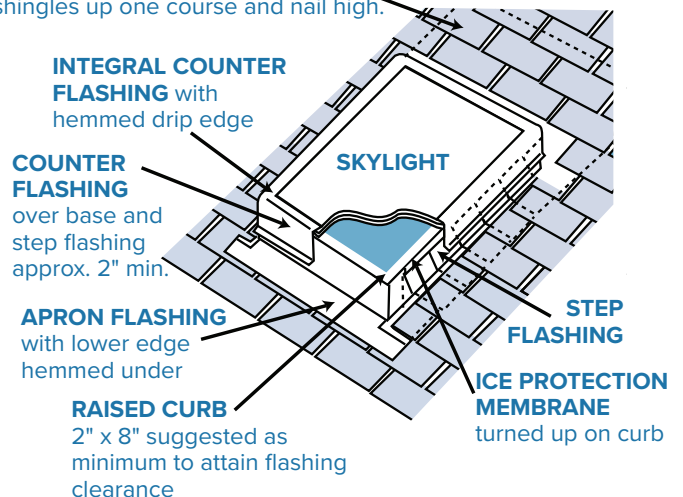 shingles up one course and nail high.
INTEGRAL COUNTER
FLASHING with
hemmed drip edge
COUNTER
FLASHING
over base and
step flashing
approx. 2" min.
SKYLIGHT
APRON FLASHING
with lower edge
hemmed under
STEP
FLASHING
RAISED CURB
2" x 8" suggested as
minimum to attain flashing
clearance
ICE PROTECTION
MEMBRANE
turned up on curb